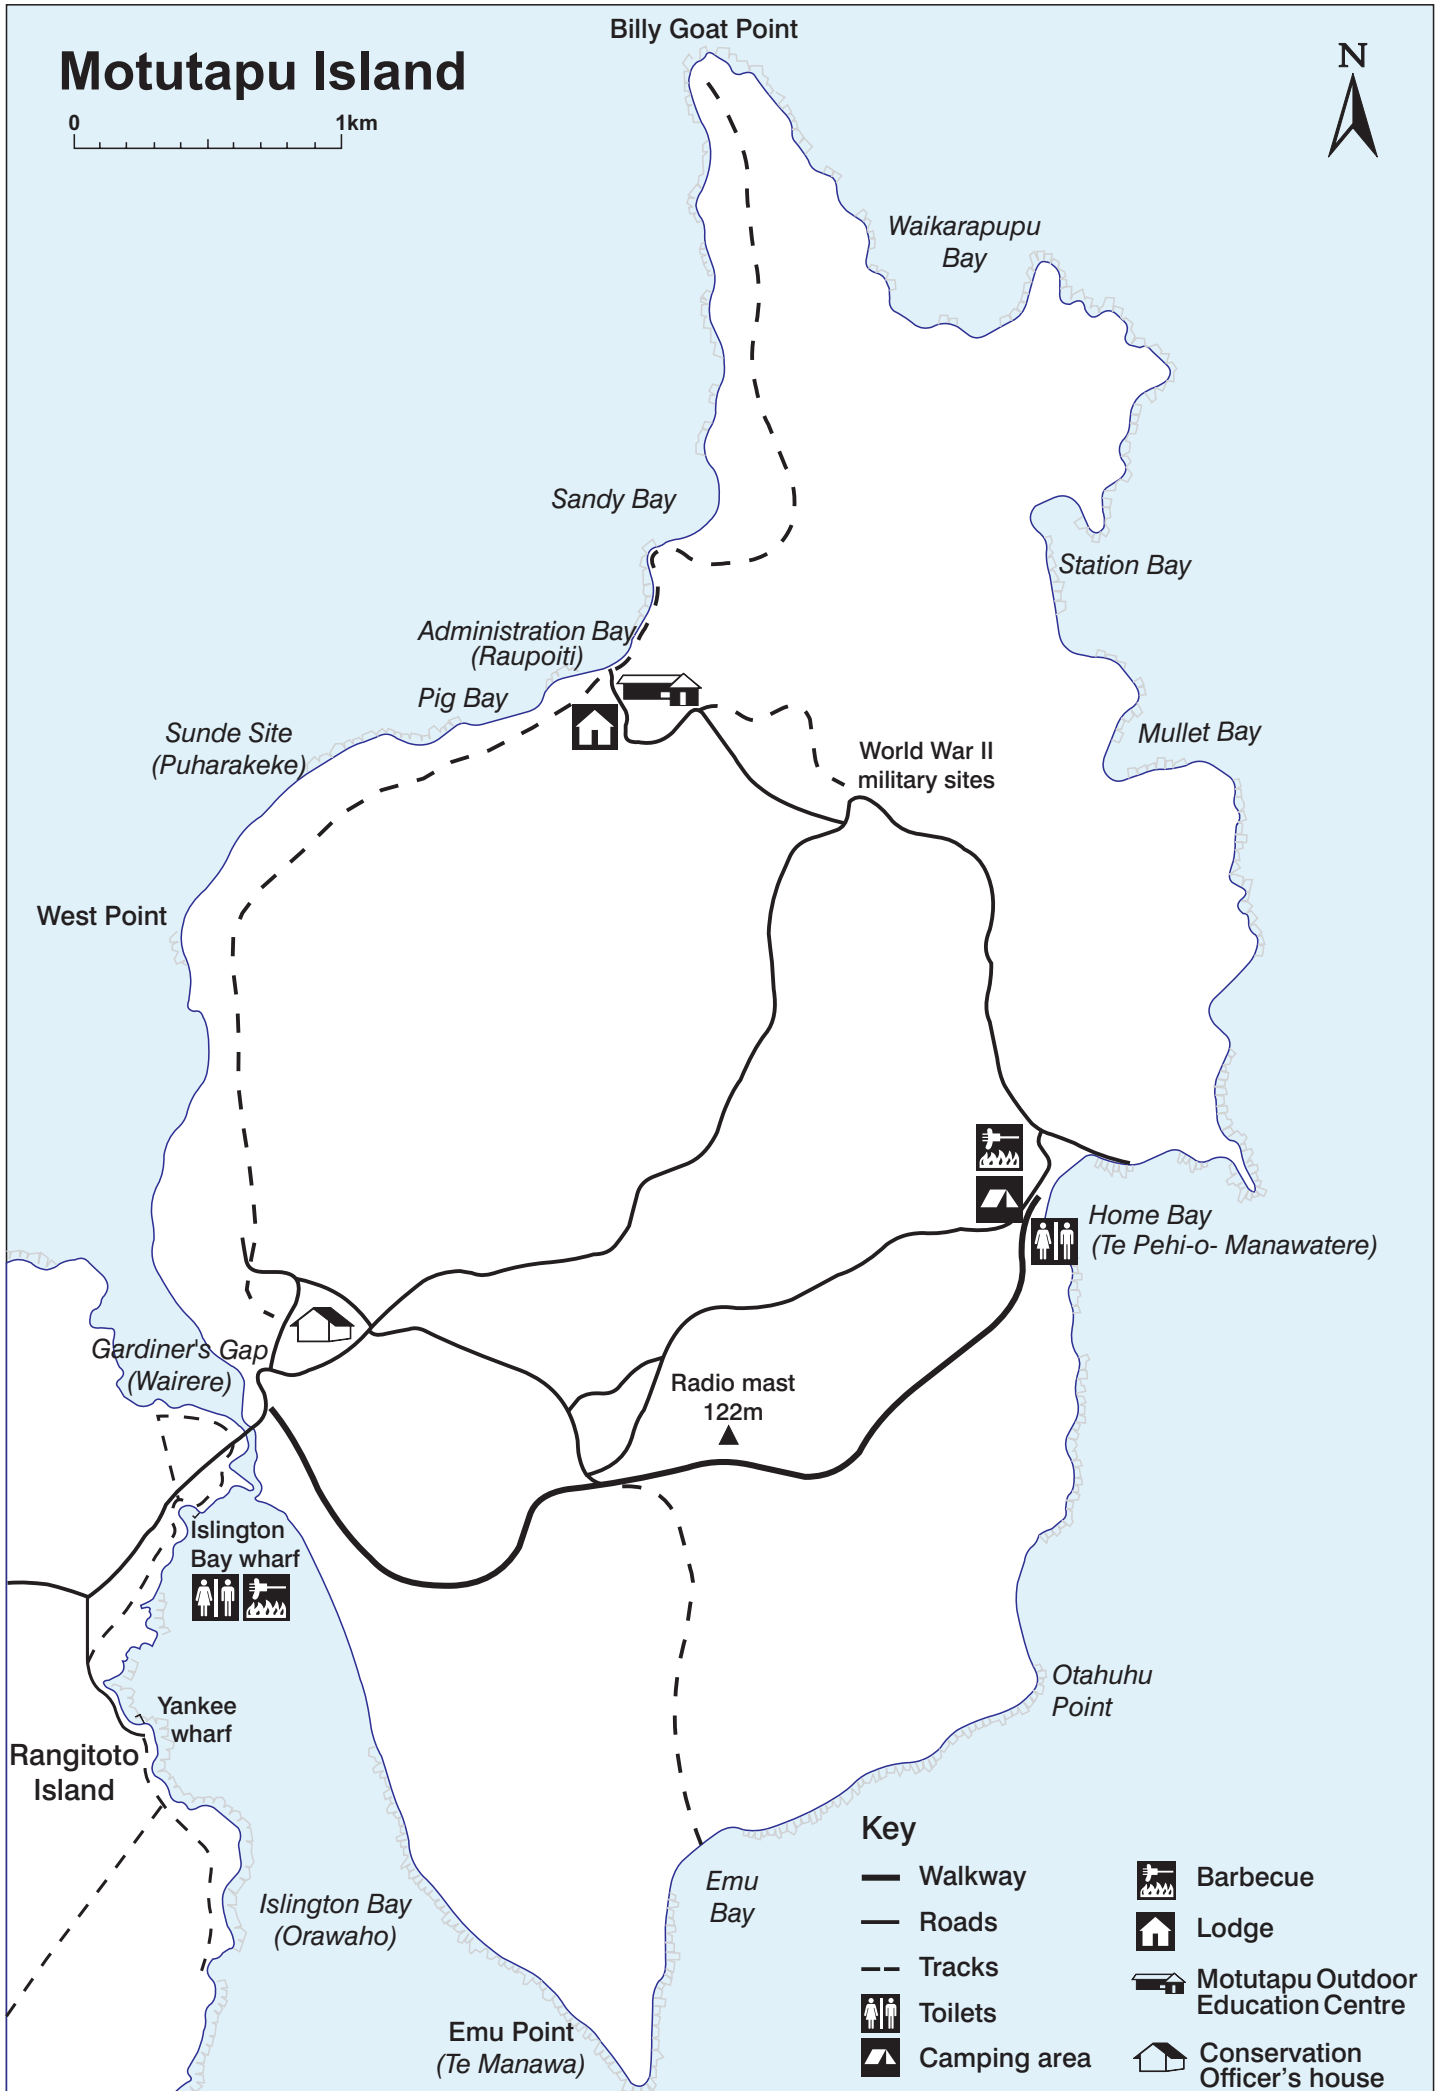 Billy Goat Point
Motutapu Island
N
0 1km
Waikarapupu
Bay
Sandy Bay
Station Bay
Administration Bay
(Raupoiti)
Pig Bay
Sunde Site
(Puharakeke)
Mullet Bay
World War II
military sites
West Point
Home Bay
(Te Pehi-o- Manawatere)
Gardiner's Gap
(Wairere)
Radio mast
122m
Islington
Bay wharf
Otahuhu
Point
Yankee
wharf
Rangitoto
Island
Emu
Bay
Islington Bay
(Orawaho)
Emu Point
(Te Manawa)
Key
Walkway
Roads
Tracks
Toilets
Camping area
Barbecue
Lodge
Motutapu Outdoor
Education Centre
Conservation
Officer's house